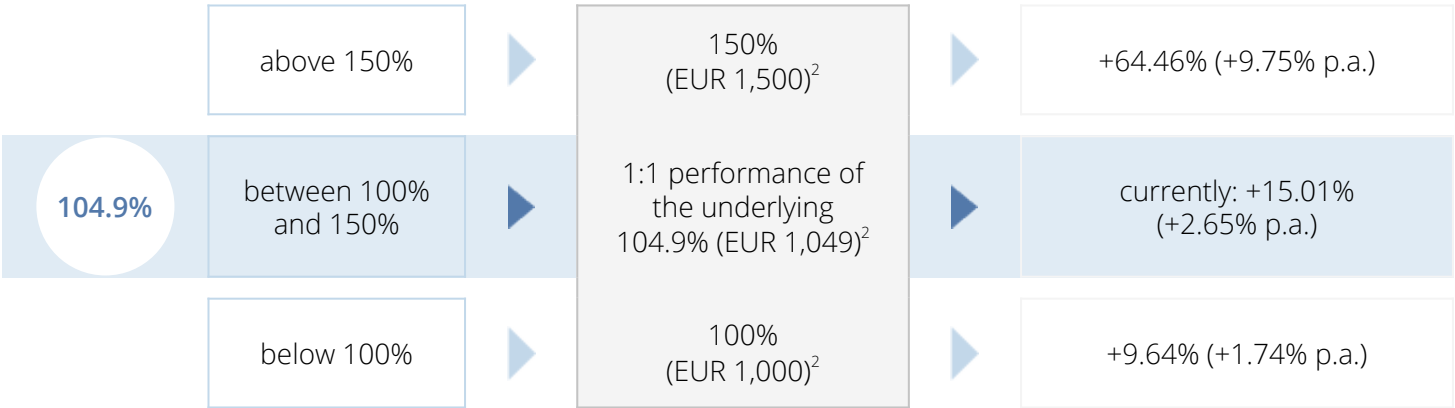 above 150%
150%
(EUR 1,500)²
+64.46% (+9.75% p.a.)
104.9%
between 100%
and 150%
1:1 performance of
the underlying
104.9% (EUR 1,049)²
currently: +15.01%
(+2.65% p.a.)
below 100%
100%
(EUR 1,000)²
+9.64% (+1.74% p.a.)